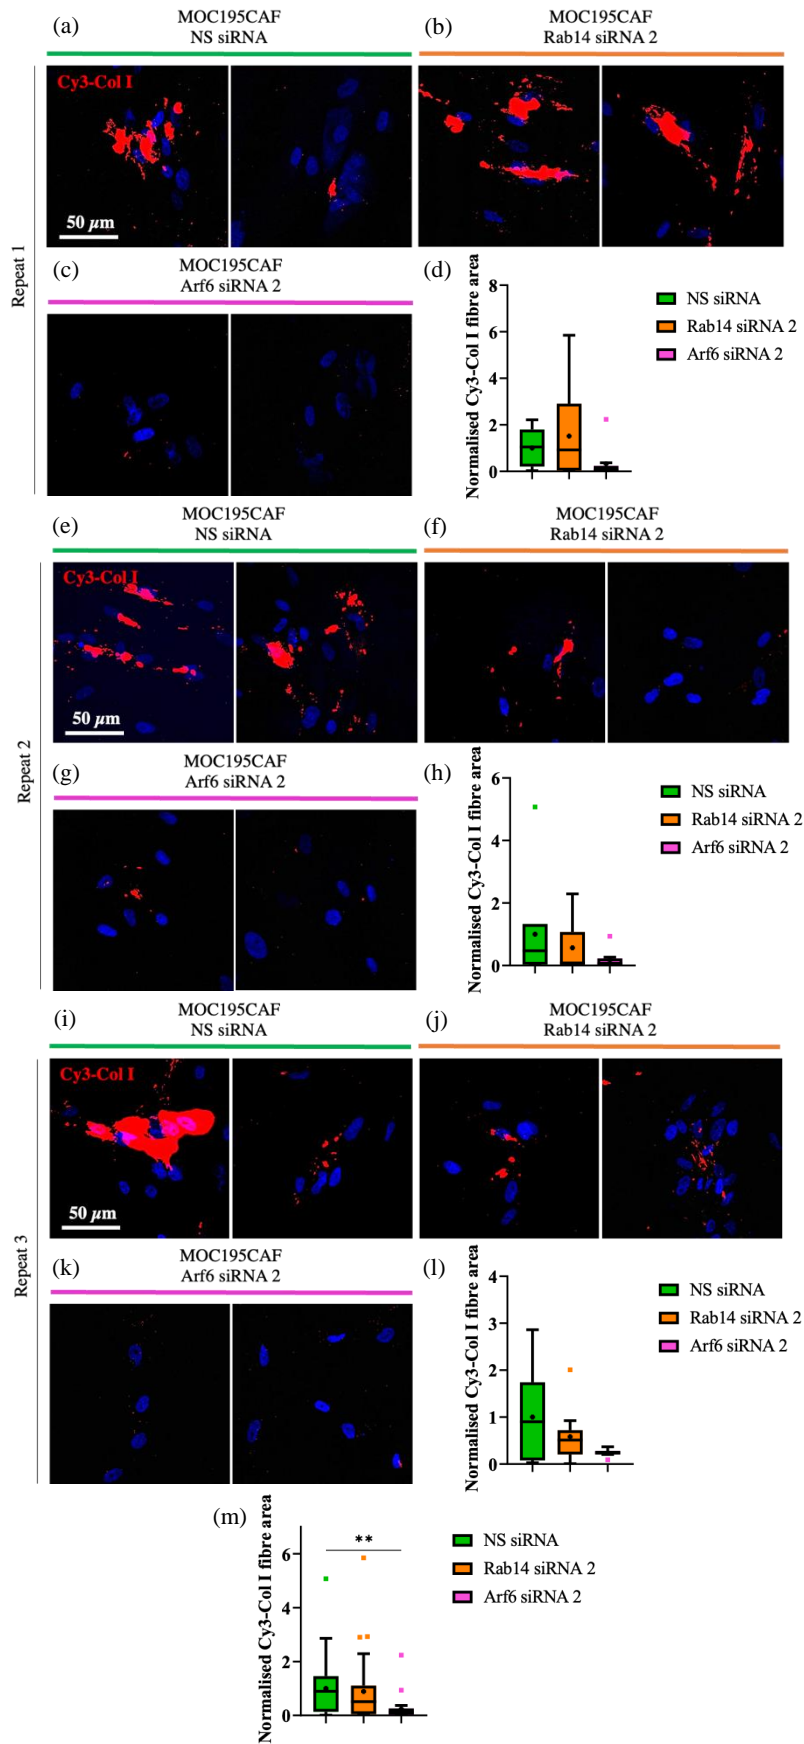 (a)
MOC195CAF
NS siRNA
(b)
MOC195CAF
Rab14 siRNA 2
Repeat 1
Cy3-Col I
50 µm
(c)
MOC195CAF
Arf6 siRNA 2
(d)
Normalised Cy3-Col I fibre area
8
6
4
2
0
NS siRNA
Rab14 siRNA 2
Arf6 siRNA 2
(e)
MOC195CAF
NS siRNA
(f)
MOC195CAF
Rab14 siRNA 2
Repeat 2
Cy3-Col I
50 µm
(g)
MOC195CAF
Arf6 siRNA 2
(h)
Normalised Cy3-Col I fibre area
6
4
2
0
NS siRNA
Rab14 siRNA 2
Arf6 siRNA 2
(i)
MOC195CAF
NS siRNA
(j)
MOC195CAF
Rab14 siRNA 2
Repeat 3
Cy3-Col I
50 µm
(k)
MOC195CAF
Arf6 siRNA 2
(l)
Normalised Cy3-Col I fibre area
4
3
2
1
0
NS siRNA
Rab14 siRNA 2
Arf6 siRNA 2
(m)
Normalised Cy3-Col I fibre area
6
4
2
0
**
NS siRNA
Rab14 siRNA 2
Arf6 siRNA 2